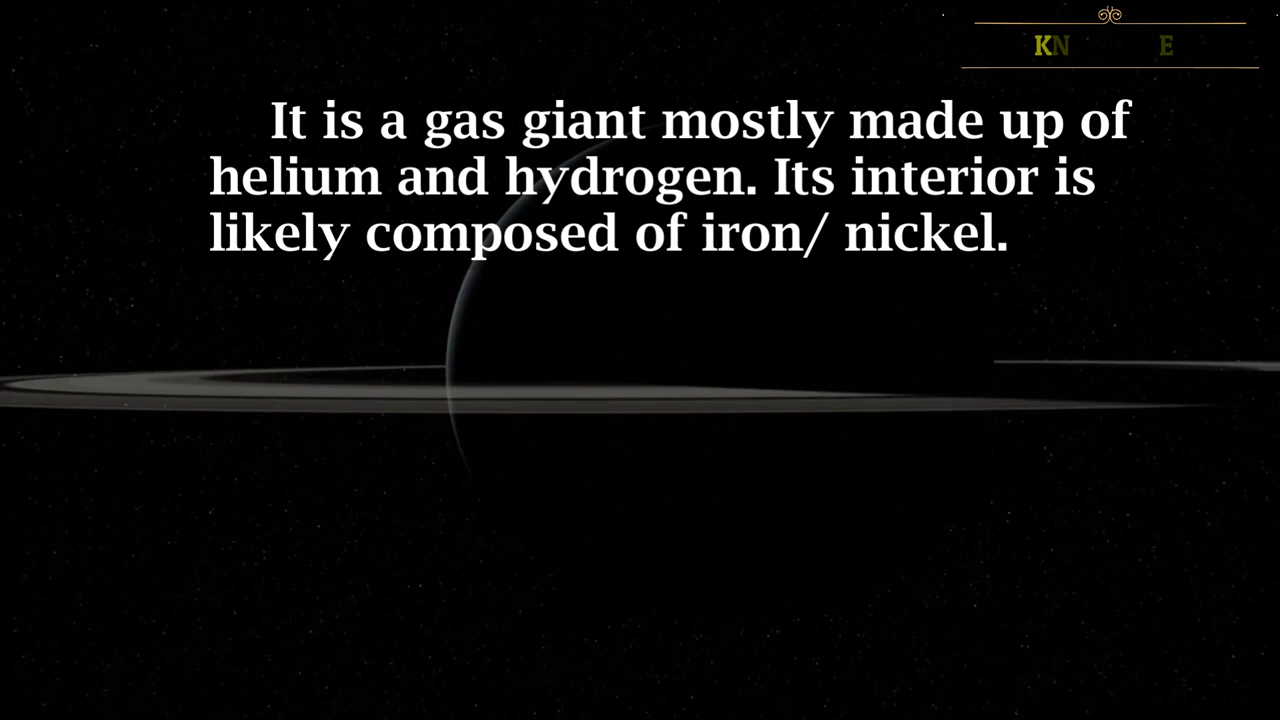 KN E
It is a gas giant mostly made up of
helium and hydrogen. Its interior is
likely composed of iron/ nickel.